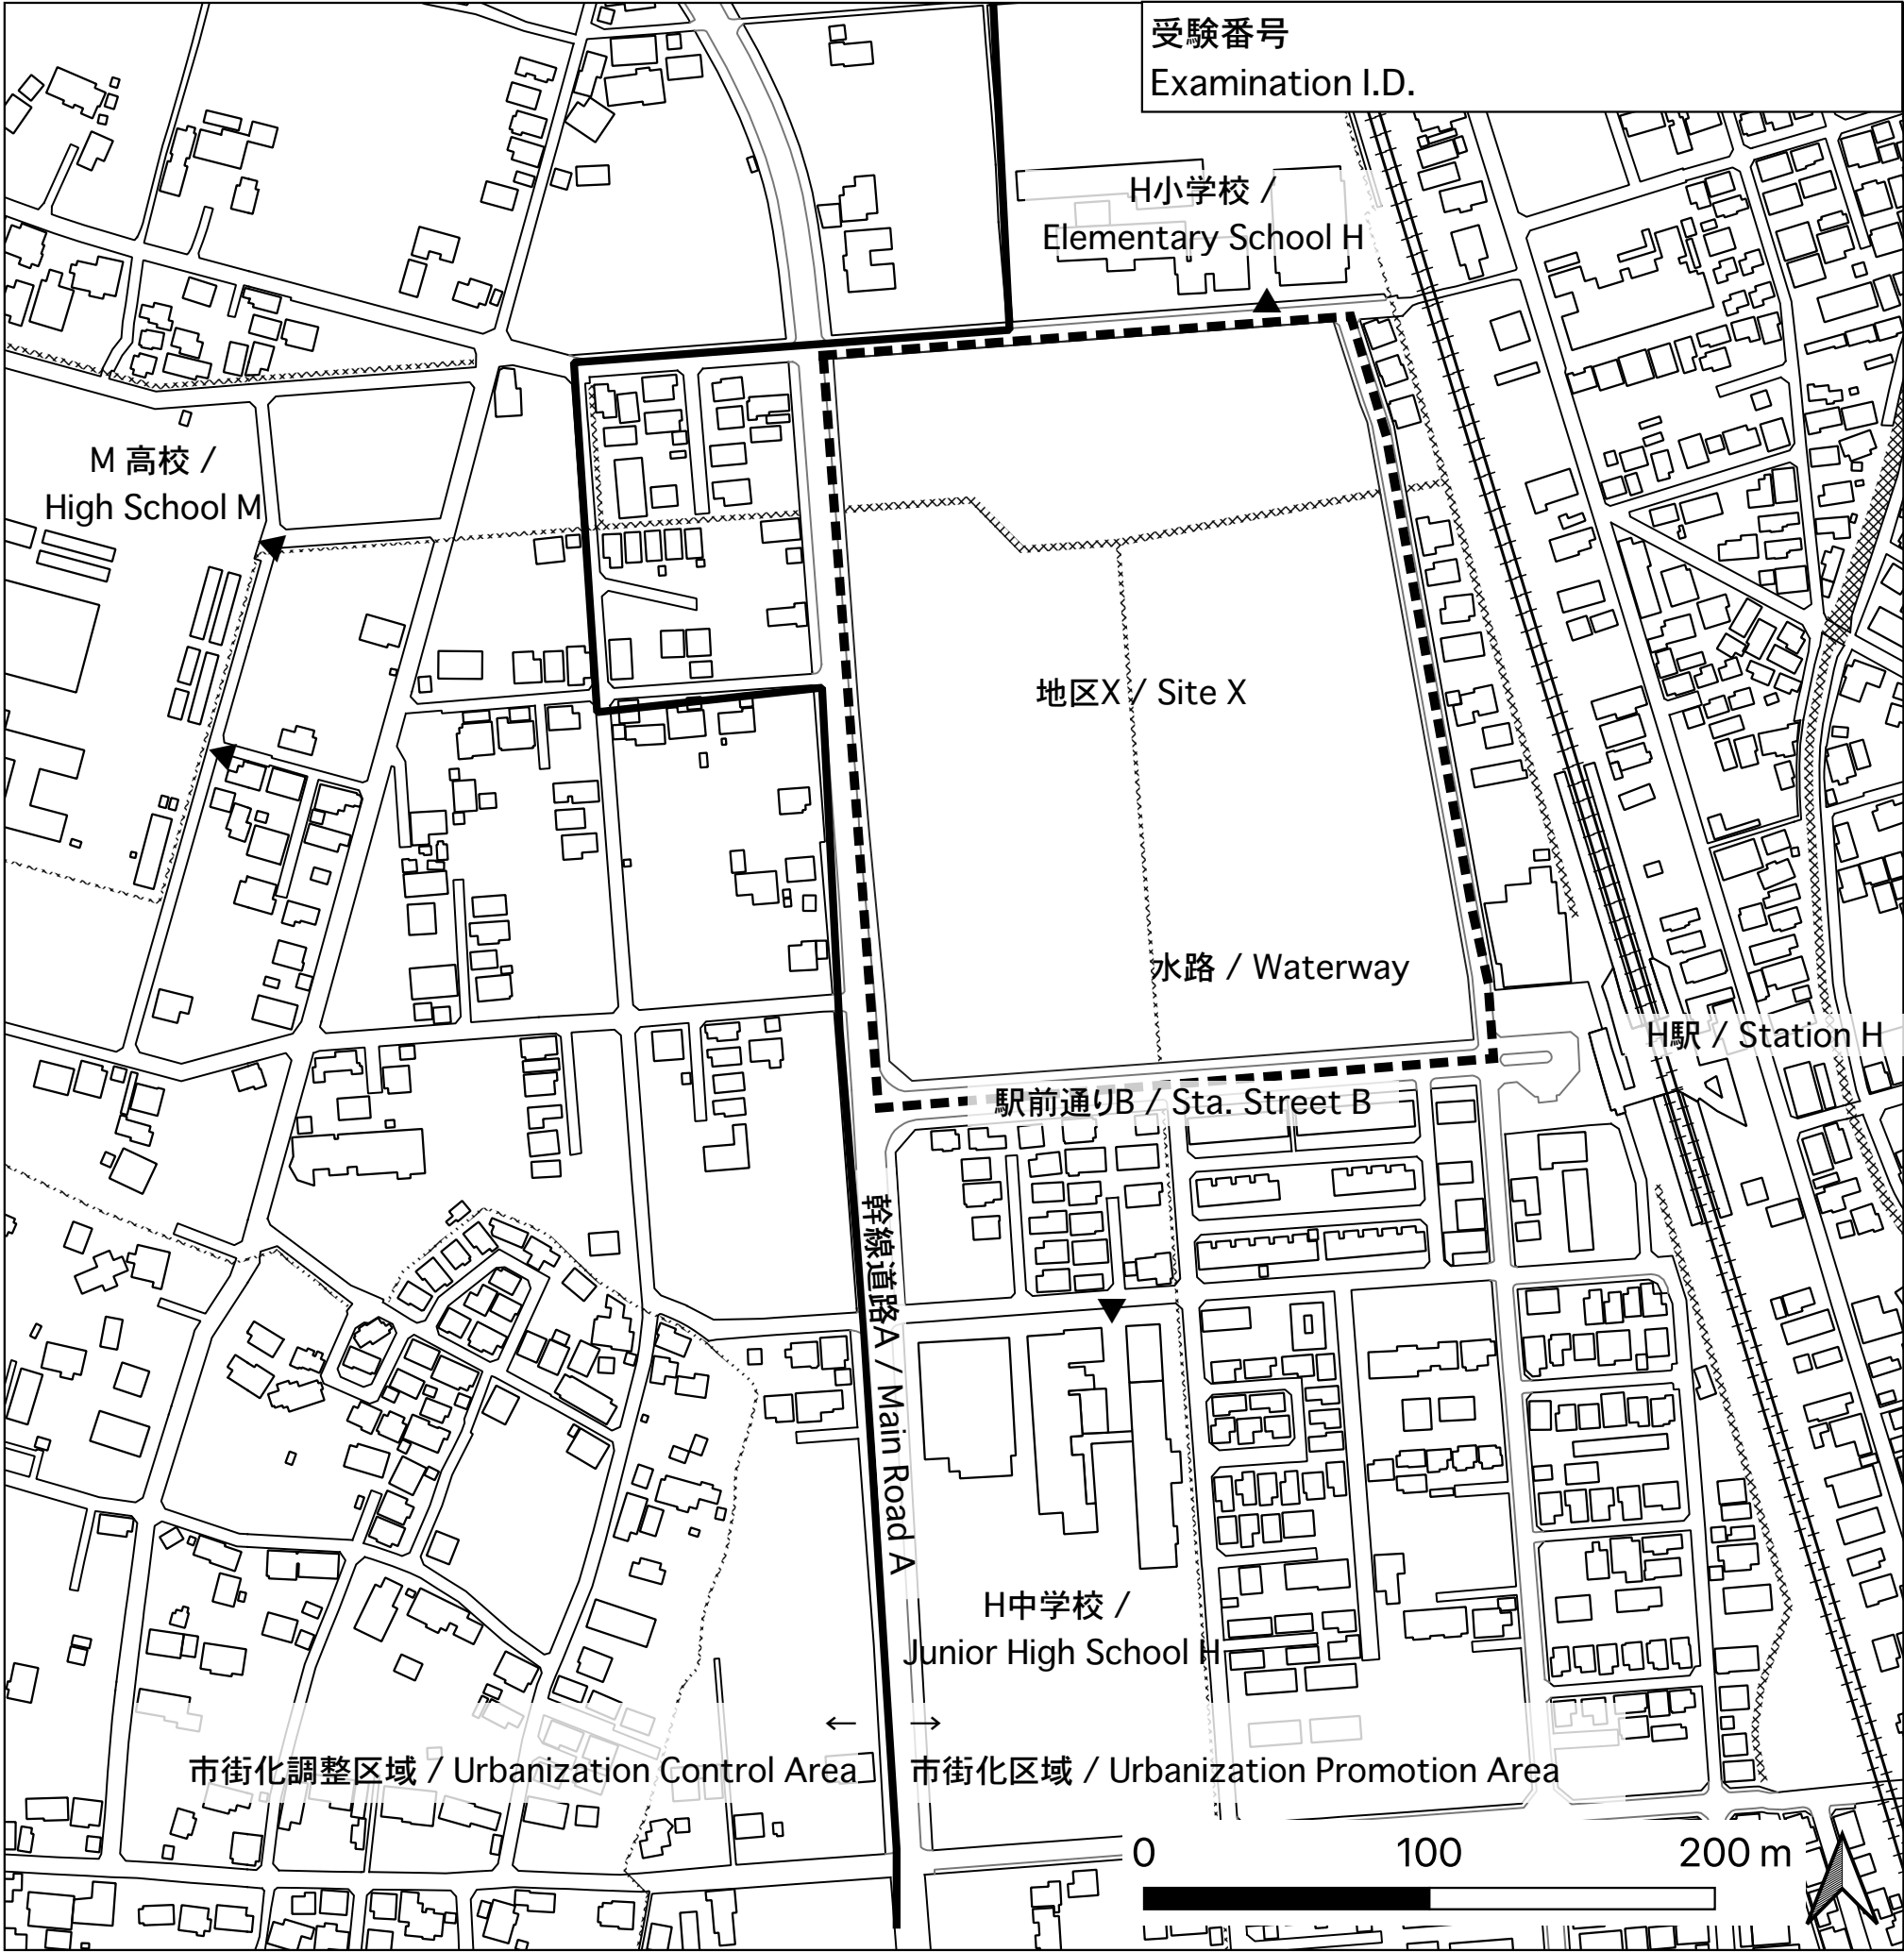 受験番号
Examination I.D.
H小学校 /
Elementary School H
M 高校 /
High School M
地区X / Site X
水路 / Waterway
H駅 / Station H
駅前通りB / Sta. Street B
幹線道路A / Main Road A
H中学校 /
Junior High School H
← →
市街化調整区域 / Urbanization Control Area
市街化区域 / Urbanization Promotion Area
0 100 200 m